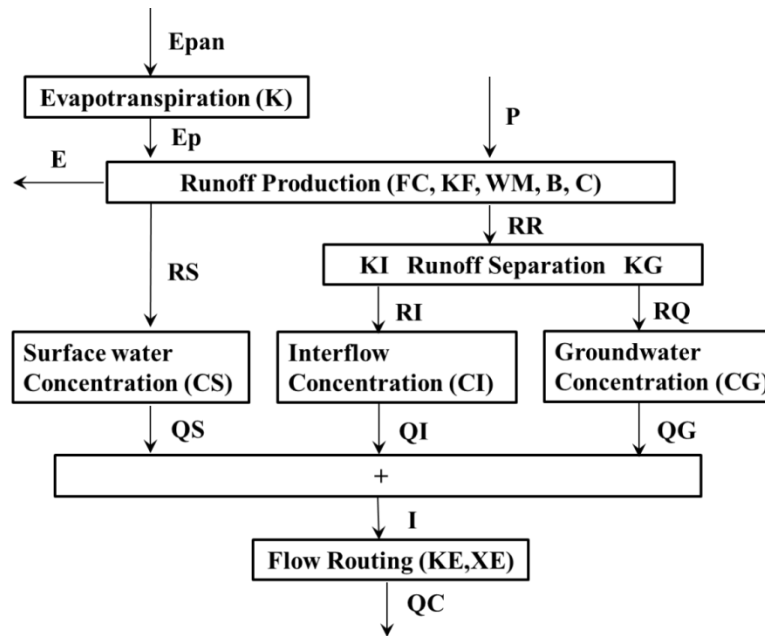 Epan
Evapotranspiration (K)
P
Ep
E
Runoff Production (FC, KF, WM, B, C)
RR
RS
KI Runoff Separation KG
RI
RQ
Surface water
Concentration (CS)
Interflow
Concentration (CI)
Groundwater
Concentration (CG)
QS
QI
QG
+
I
Flow Routing (KE,XE)
QC